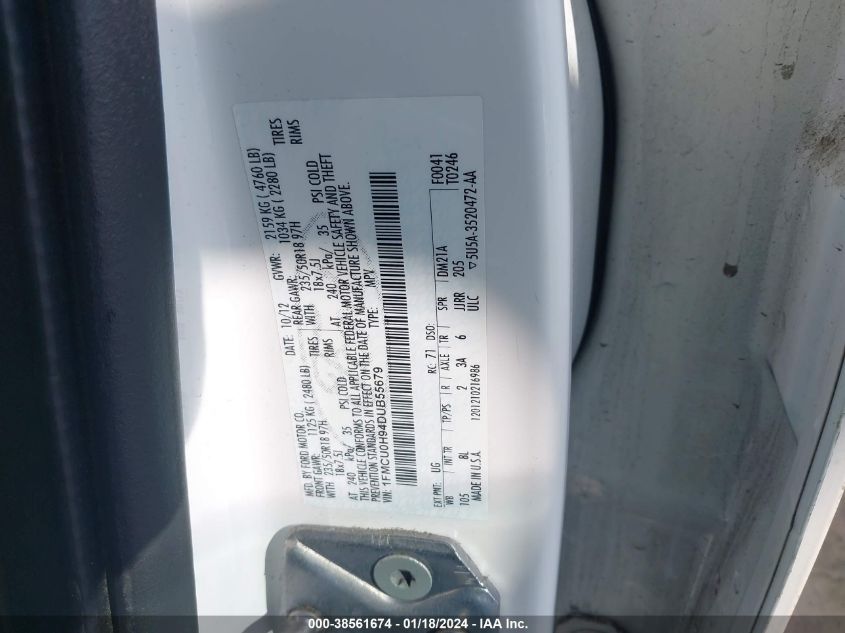 MFD. BY FORD MOTOR CO.
DATE: 10/12 GVWR: 2159 KG ( 4760 LB)
FRONT GAWR: 1125 KG ( 2480 LB) REAR GAWR: 1034 KG ( 2280 LB)
WITH 235/50R18 97H TIRES WITH 235/50R18 97H TIRES
18x7.5J RIMS 18x7.5J RIMS
AT 240 kPa/ 35 PSI COLD AT 240 kPa/ 35 PSI COLD
THIS VEHICLE CONFORMS TO ALL APPLICABLE FEDERAL MOTOR VEHICLE SAFETY AND THEFT
PREVENTION STANDARDS IN EFFECT ON THE DATE OF MANUFACTURE SHOWN ABOVE.
VIN: 1FMCU0H94DUB55679 TYPE: MPV
EXT PNT: UG RC: 71 DSO: F0041
WB INT TR TP/PS R AXLE TR SPR DM21A T0246
105 BL 2 3A 6 JJRR 205
MADE IN U.S.A. 1201210216986 ULC ▽5U5A-3520472-AA
000-38561674 - 01/18/2024 - IAA Inc.